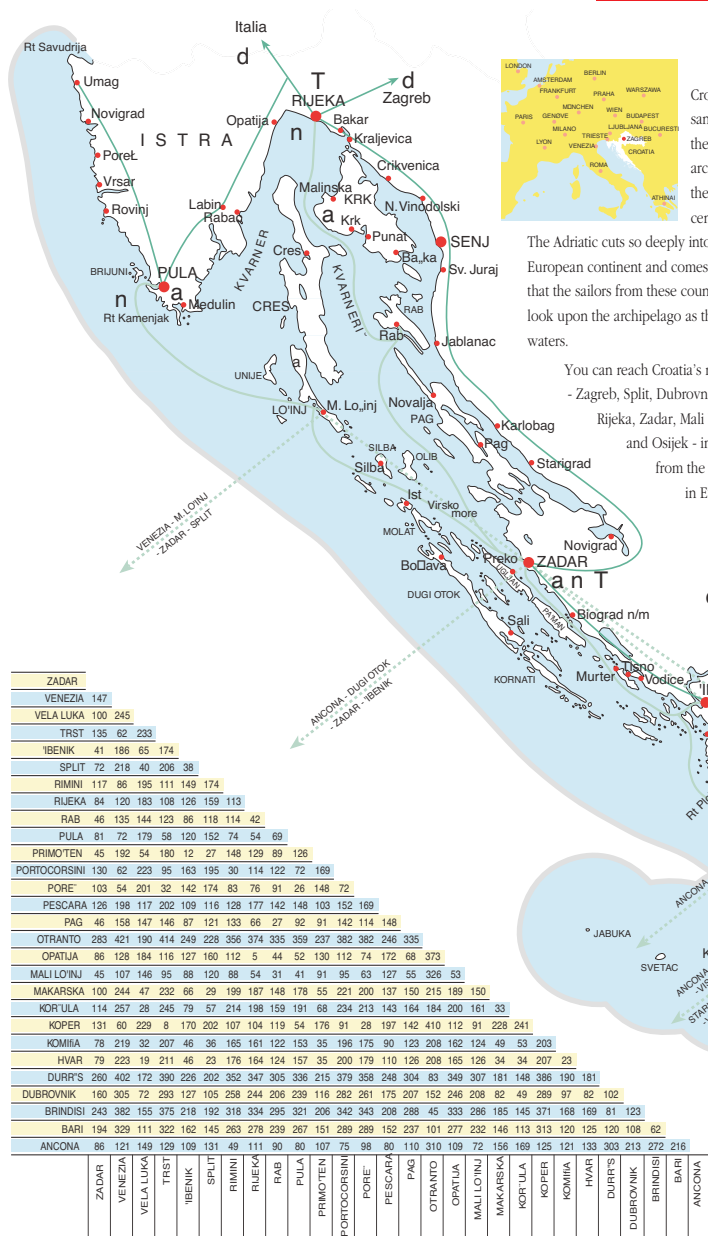 Italia
d
Rt Savudrija
Umag
Novigrad
I S T R A
PoreŁ
Vrsar
Rovinj
Labin
Rabac
Opatija
T
RIJEKA
d
Zagreb
n
Bakar
Kraljevica
Crikvenica
Malinska
KRK
N. Vinodolski
a
Krk
Punat
SENJ
Ba„ka
Sv. Juraj
KVARNER
Cres
KVARNERI
BRIJUNI
PULA
n
a
Medulin
Rt Kamenjak
CRES
RAB
Rab
Jablanac
a
UNIJE
LO'INJ
M. Lo„inj
Novalja
PAG
Karlobag
Pag
SILBA
Silba
OLIB
Starigrad
Ist
Virsko
more
MOLAT
Novigrad
VENEZIA - M. LO'INJ
- ZADAR - SPLIT
Bo ava
Preko
ZADAR
UGLJAN
a n T
DUGI OTOK
PA'MAN
Biograd n/m
Sali
KORNATI
Murter
Tisno
Vodice
ANCONA - DUGI OTOK
- ZADAR - 'IBENIK
LONDON
AMSTERDAM
BERLIN
FRANKFURT
PRAHA
WARSZAWA
MÜNCHEN
PARIS
GENØVE
WIEN
BUDAPEST
LYON
MILANO
TRIESTE
LJUBLJANA
BUCURESTI
VENEZIA
ZAGREB
CROATIA
ROMA
ATHINAI
The Adriatic cuts so deeply into
European continent and comes
that the sailors from these coun
look upon the archipelago as th
waters.
You can reach Croatia's
- Zagreb, Split, Dubrovn
Rijeka, Zadar, Mali
and Osijek - i
from the
in E
JABUKA
SVETAC
ANCONA
ZADAR
VENEZIA 147
VELA LUKA 100 245
TRST 135 62 233
'IBENIK 41 186 65 174
SPLIT 72 218 40 206 38
RIMINI 117 86 195 111 149 174
RIJEKA 84 120 183 108 126 159 113
RAB 46 135 144 123 86 118 114 42
PULA 81 72 179 58 120 152 74 54 69
PRIMO'TEN 45 192 54 180 12 27 148 129 89 126
PORTOCORSINI 130 62 223 95 163 195 30 114 122 72 169
PORE¨ 103 54 201 32 142 174 83 76 91 26 148 72
PESCARA 126 198 117 202 109 116 128 177 142 148 103 152 169
PAG 46 158 147 146 87 121 133 66 27 92 91 142 114 148
OTRANTO 283 421 190 414 249 228 356 374 335 359 237 382 382 246 335
OPATIJA 86 128 184 116 127 160 112 5 44 52 130 112 74 172 68 373
MALI LO'INJ 45 107 146 95 88 120 88 54 31 41 91 95 63 127 55 326 53
MAKARSKA 100 244 47 232 66 29 199 187 148 178 55 221 200 137 150 215 189 150
KOR¨ULA 114 257 28 245 79 57 214 198 159 191 68 234 213 143 164 184 200 161 33
KOPER 131 60 229 8 170 202 107 104 119 54 176 91 28 197 142 410 112 91 228 241
KOMIfiA 78 219 32 207 46 36 165 161 122 153 35 196 175 90 123 208 162 124 49 53 203
HVAR 79 223 19 211 46 23 176 164 124 157 35 200 179 110 126 208 166 126 34 34 207 23
DURR"S 260 402 172 390 226 202 352 347 305 336 215 379 358 248 304 83 349 307 181 148 386 190 181
DUBROVNIK 160 305 72 293 127 105 258 244 206 239 116 282 261 175 207 152 246 208 82 49 289 97 82 102
BRINDISI 243 382 155 375 218 192 318 334 295 321 206 342 343 208 288 45 333 286 185 145 371 168 169 81 123
BARI 194 329 111 322 162 145 263 278 239 267 151 289 289 152 237 101 277 232 146 113 313 120 125 120 108 62
ANCONA 86 121 149 129 109 131 49 111 90 80 107 75 98 80 110 310 109 72 156 169 125 121 133 303 213 272 216
ZADAR VENEZIA VELA LUKA TRST 'IBENIK SPLIT RIMINI RIJEKA RAB PULA PRIMO'TEN PORTOCORSINI PORE¨ PESCARA PAG OTRANTO OPATIJA MALI LO'INJ MAKARSKA KOR¨ULA KOPER KOMIfiA HVAR DURR"S DUBROVNIK BRINDISI BARI ANCONA